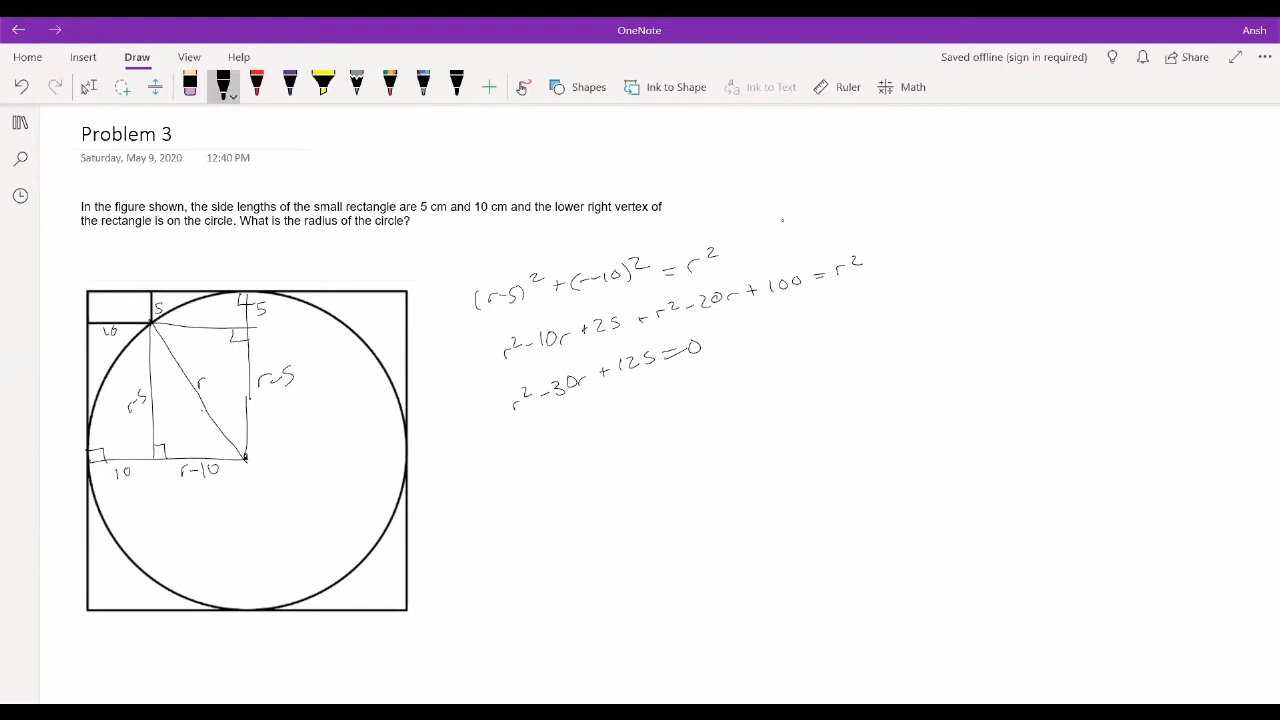 OneNote
Ansh
Home Insert Draw View Help
Saved offline (sign in required)
Share
Shapes
Ink to Shape
Ink to Text
Ruler
Math
Problem 3
Saturday, May 9, 2020 12:40 PM
In the figure shown, the side lengths of the small rectangle are 5 cm and 10 cm and the lower right vertex of
the rectangle is on the circle. What is the radius of the circle?
(r-5)² + (r-10)² = r²
r² - 10r + 25 + r² - 20r + 100 = r²
r² - 30r + 125 = 0
5
5
10
r
r-5
r-5
10
r-10